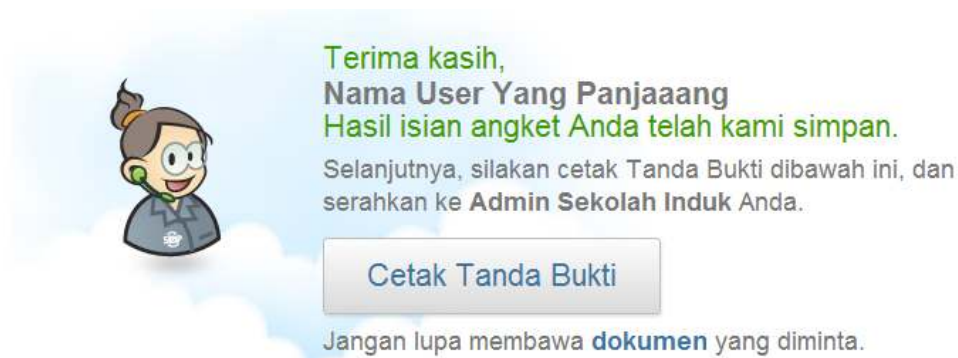 Terima kasih,
Nama User Yang Panjaaang
Hasil isian angket Anda telah kami simpan.
Selanjutnya, silakan cetak Tanda Bukti dibawah ini, dan
serahkan ke Admin Sekolah Induk Anda.
Cetak Tanda Bukti
Jangan lupa membawa dokumen yang diminta.